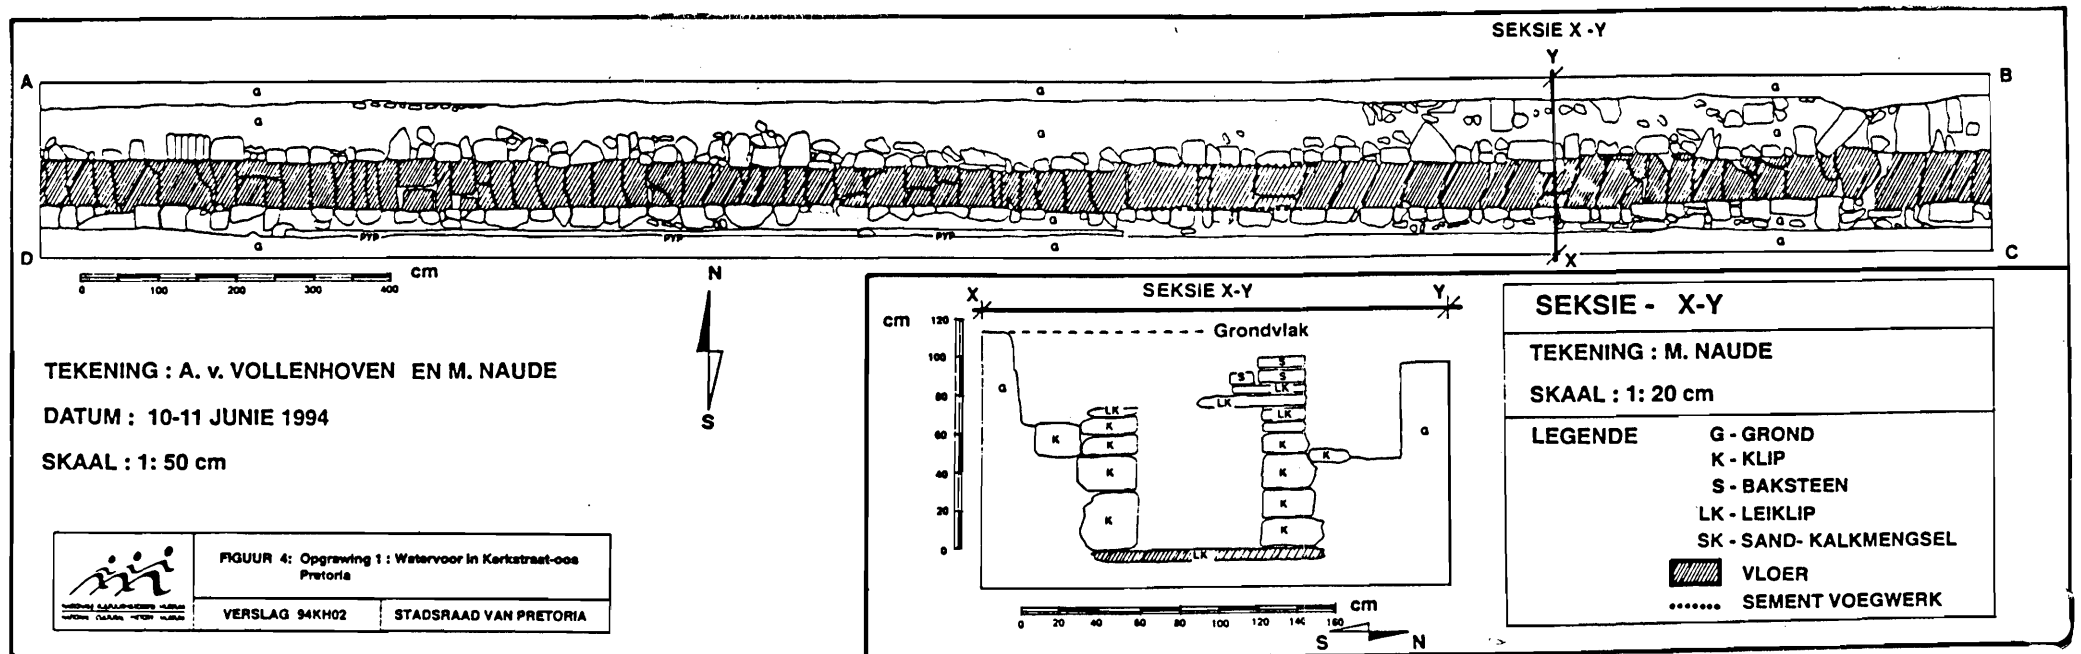 SEKSIE X-Y
Y
A
B
G G G
G G G
G G
PYP PYP PYP
G G
D
C
X
cm
0 100 200 300 400
N
S
TEKENING : A. v. VOLLENHOVEN EN M. NAUDE
DATUM : 10-11 JUNIE 1994
SKAAL : 1: 50 cm
FIGUUR 4: Opgrawing 1 : Watervoor in Kerkstraat-oos
Pretoria
VERSLAG 94KH02
STADSRAAD VAN PRETORIA
X SEKSIE X-Y Y
cm
120
100
80
60
40
20
0
Grondvlak
G
K
LK
K
K
K
K
S
S
S
LK
LK
LK
K
K
K
K
K
G
LK
cm
0 20 40 60 80 100 120 140 160
S N
SEKSIE - X-Y
TEKENING : M. NAUDE
SKAAL : 1: 20 cm
LEGENDE
G - GROND
K - KLIP
S - BAKSTEEN
LK - LEIKLIP
SK - SAND- KALKMENGSEL
VLOER
SEMENT VOEGWERK